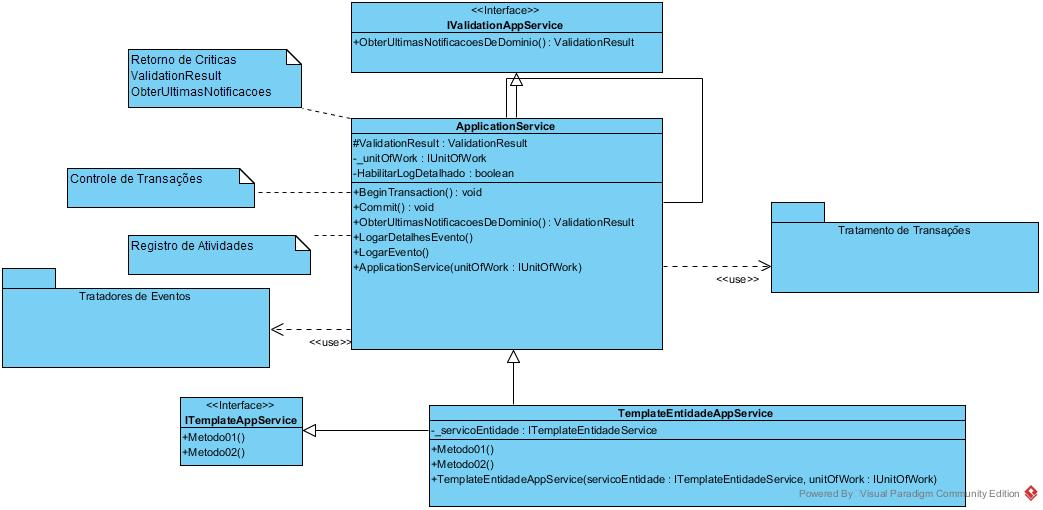 <<Interface>>
IValidationAppService
+ObterUltimasNotificacoesDeDominio() : ValidationResult
Retorno de Criticas
ValidationResult
ObterUltimasNotificacoes
ApplicationService
#ValidationResult : ValidationResult
-_unitOfWork : IUnitOfWork
-HabilitarLogDetalhado : boolean
+BeginTransaction() : void
+Commit() : void
+ObterUltimasNotificacoesDeDominio() : ValidationResult
+LogarDetalhesEvento()
+LogarEvento()
+ApplicationService(unitOfWork : IUnitOfWork)
Controle de Transações
Registro de Atividades
Tratamento de Transações
<<use>>
Tratadores de Eventos
<<use>>
<<Interface>>
ITemplateAppService
+Metodo01()
+Metodo02()
TemplateEntidadeAppService
-_servicoEntidade : ITemplateEntidadeService
+Metodo01()
+Metodo02()
+TemplateEntidadeAppService(servicoEntidade : ITemplateEntidadeService, unitOfWork : IUnitOfWork)
Powered By Visual Paradigm Community Edition